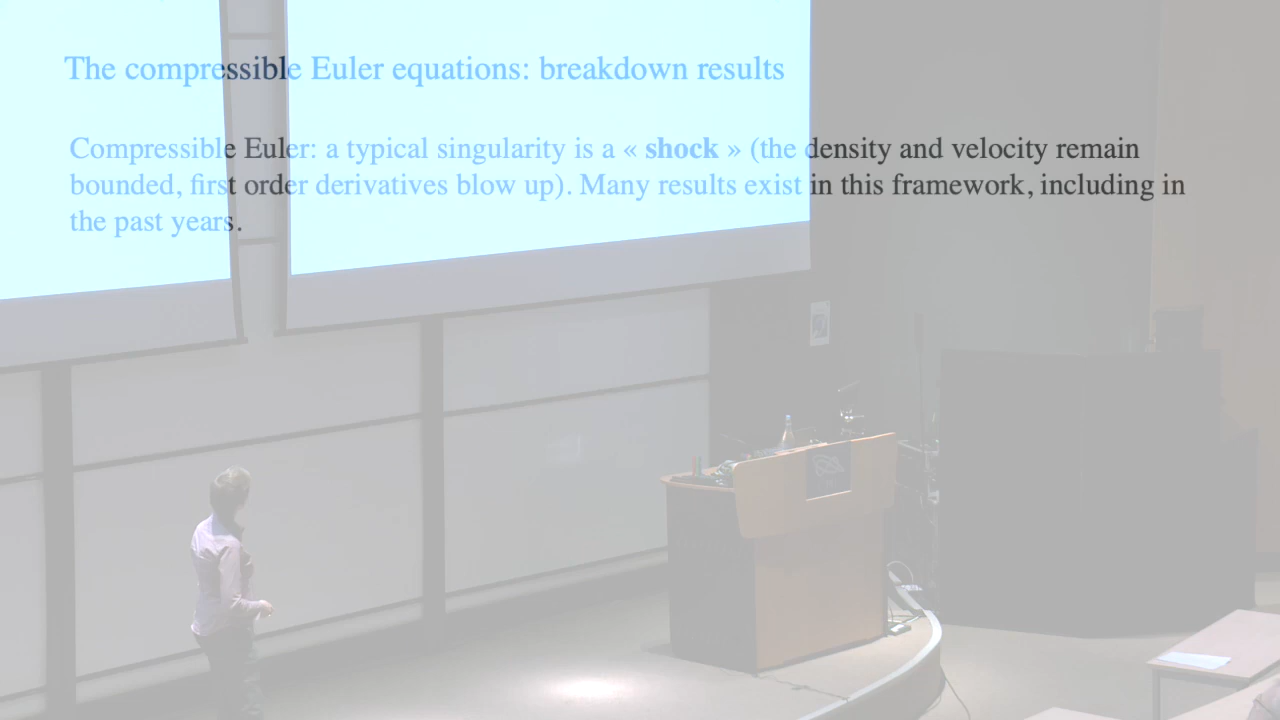 The compressible Euler equations: breakdown results
Compressible Euler: a typical singularity is a « shock » (the density and velocity remain
bounded, first order derivatives blow up). Many results exist in this framework, including in
the past years.